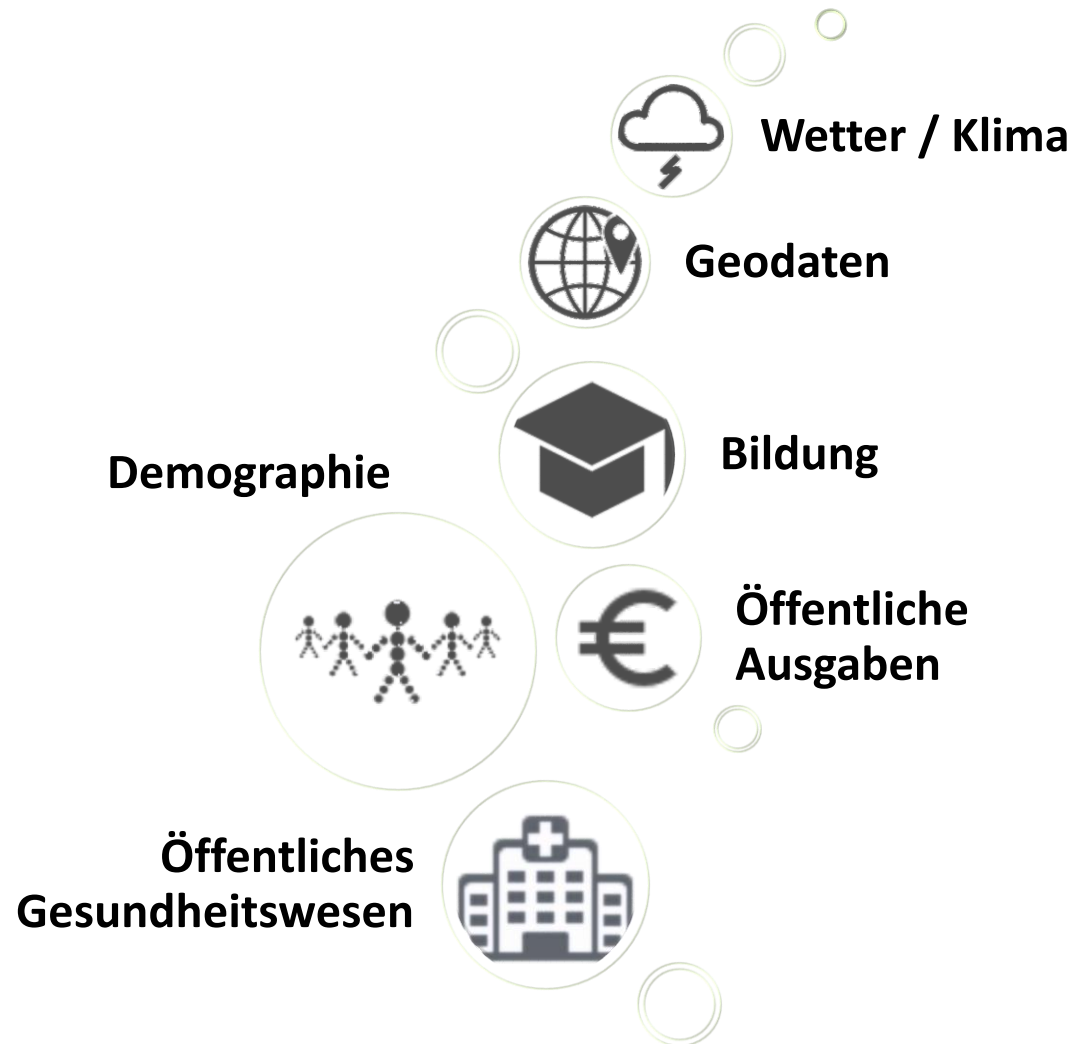 Wetter / Klima
Geodaten
Bildung
Demographie
Öffentliche
Ausgaben
Öffentliches
Gesundheitswesen